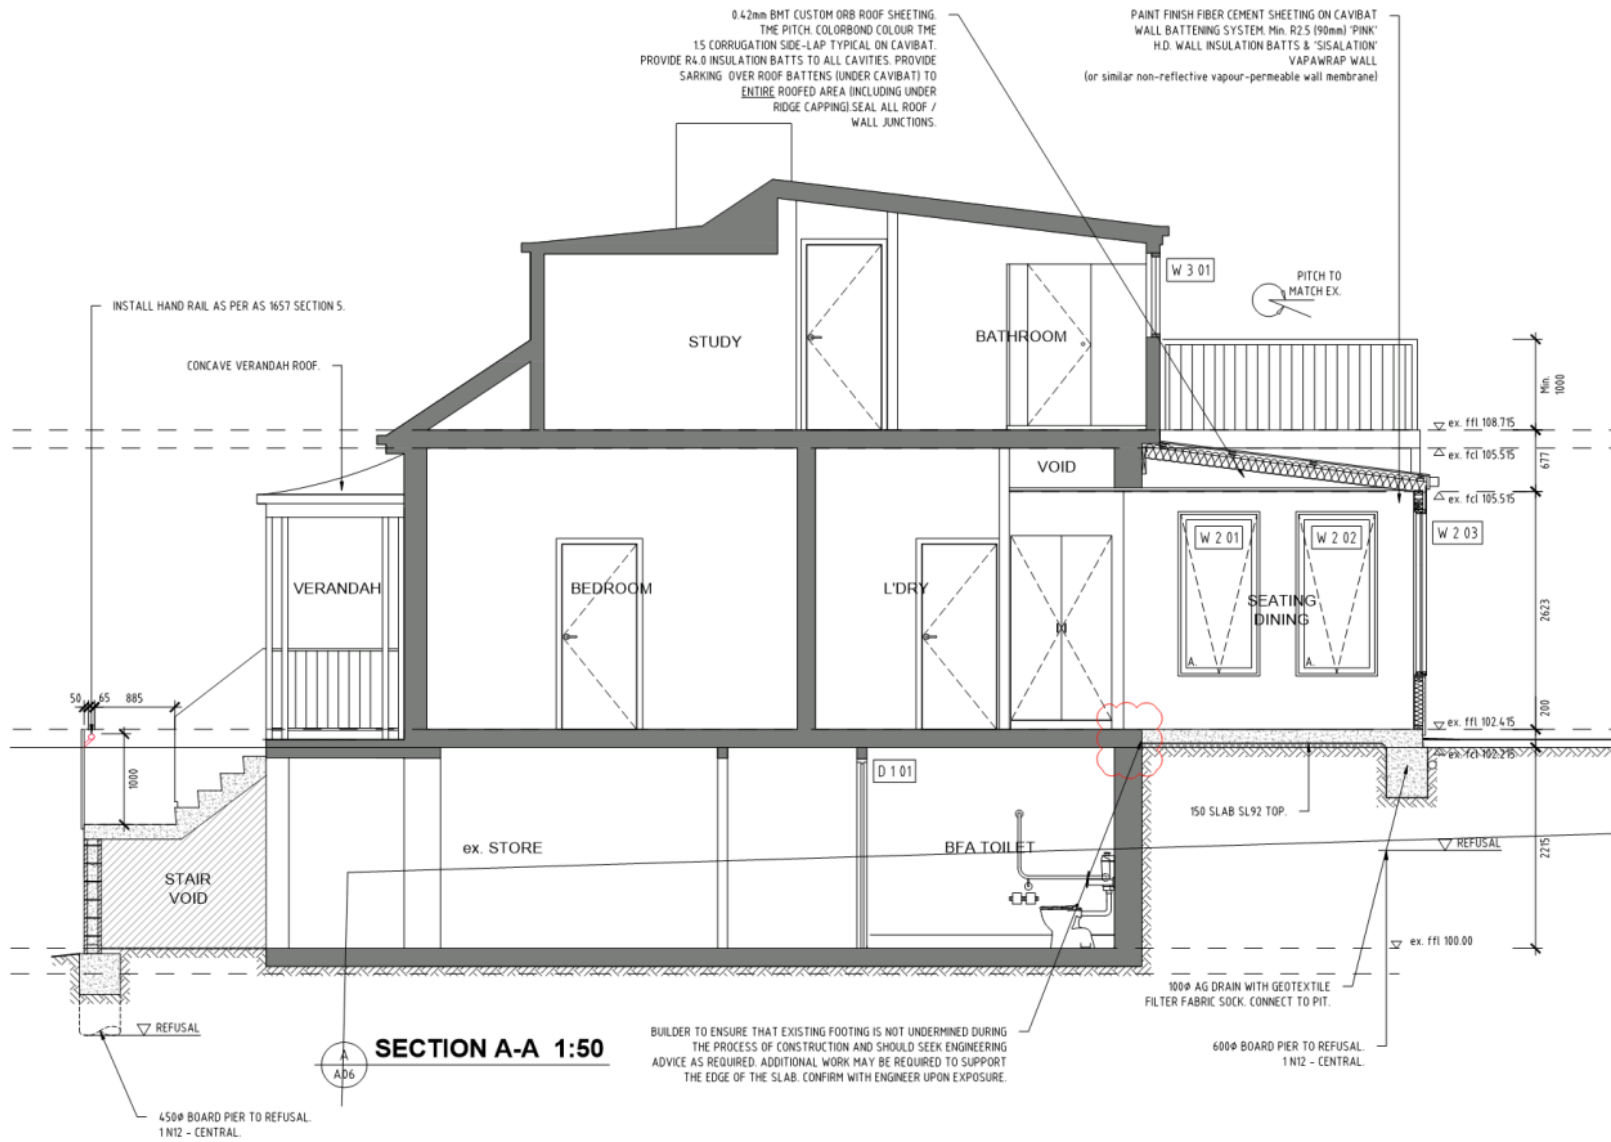 0.42mm BMT CUSTOM ORB ROOF SHEETING.
TME PITCH. COLORBOND COLOUR TME
1.5 CORRUGATION SIDE-LAP TYPICAL ON CAVIBAT.
PROVIDE R4.0 INSULATION BATTS TO ALL CAVITIES. PROVIDE
SARKING OVER ROOF BATTENS (UNDER CAVIBAT) TO
ENTIRE ROOFED AREA (INCLUDING UNDER
RIDGE CAPPING).SEAL ALL ROOF /
WALL JUNCTIONS.
PAINT FINISH FIBER CEMENT SHEETING ON CAVIBAT
WALL BATTENING SYSTEM. Min. R2.5 (90mm) 'PINK'
H.D. WALL INSULATION BATTS & 'SISALATION'
VAPAWRAP WALL
(or similar non-reflective vapour-permeable wall membrane)
W 3 01
PITCH TO
MATCH EX.
INSTALL HAND RAIL AS PER AS 1657 SECTION 5.
STUDY
BATHROOM
CONCAVE VERANDAH ROOF.
Min.
1000
ex. ffl 108.715
ex. fcl 105.515
677
VOID
ex. fcl 105.515
W 2 01
W 2 02
W 2 03
VERANDAH
BEDROOM
L'DRY
SEATING
DINING
2623
A.
A.
50
65
885
200
ex. ffl 102.415
ex. fcl 102.215
1000
D 1 01
150 SLAB SL92 TOP.
ex. STORE
BFA TOILET
REFUSAL
2215
STAIR
VOID
ex. ffl 100.00
100Ø AG DRAIN WITH GEOTEXTILE
FILTER FABRIC SOCK. CONNECT TO PIT.
REFUSAL
BUILDER TO ENSURE THAT EXISTING FOOTING IS NOT UNDERMINED DURING
THE PROCESS OF CONSTRUCTION AND SHOULD SEEK ENGINEERING
ADVICE AS REQUIRED. ADDITIONAL WORK MAY BE REQUIRED TO SUPPORT
THE EDGE OF THE SLAB. CONFIRM WITH ENGINEER UPON EXPOSURE.
600Ø BOARD PIER TO REFUSAL.
1 N12 - CENTRAL.
A
A06
SECTION A-A 1:50
450Ø BOARD PIER TO REFUSAL.
1 N12 - CENTRAL.